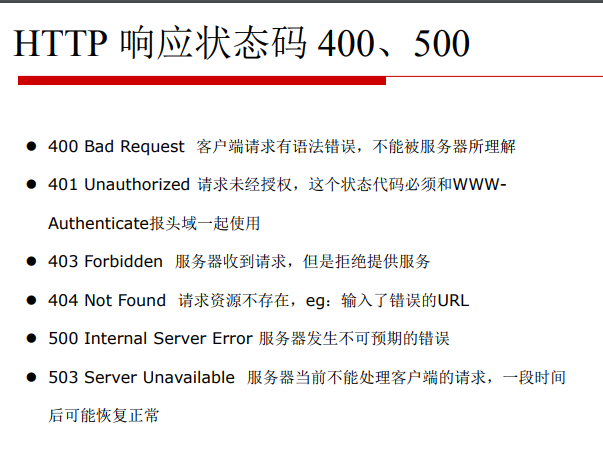 HTTP 响应状态码 400、500
400 Bad Request 客户端请求有语法错误，不能被服务器所理解
401 Unauthorized 请求未经授权，这个状态代码必须和WWW-
Authenticate报头域一起使用
403 Forbidden 服务器收到请求，但是拒绝提供服务
404 Not Found 请求资源不存在，eg：输入了错误的URL
500 Internal Server Error 服务器发生不可预期的错误
503 Server Unavailable 服务器当前不能处理客户端的请求，一段时间
后可能恢复正常